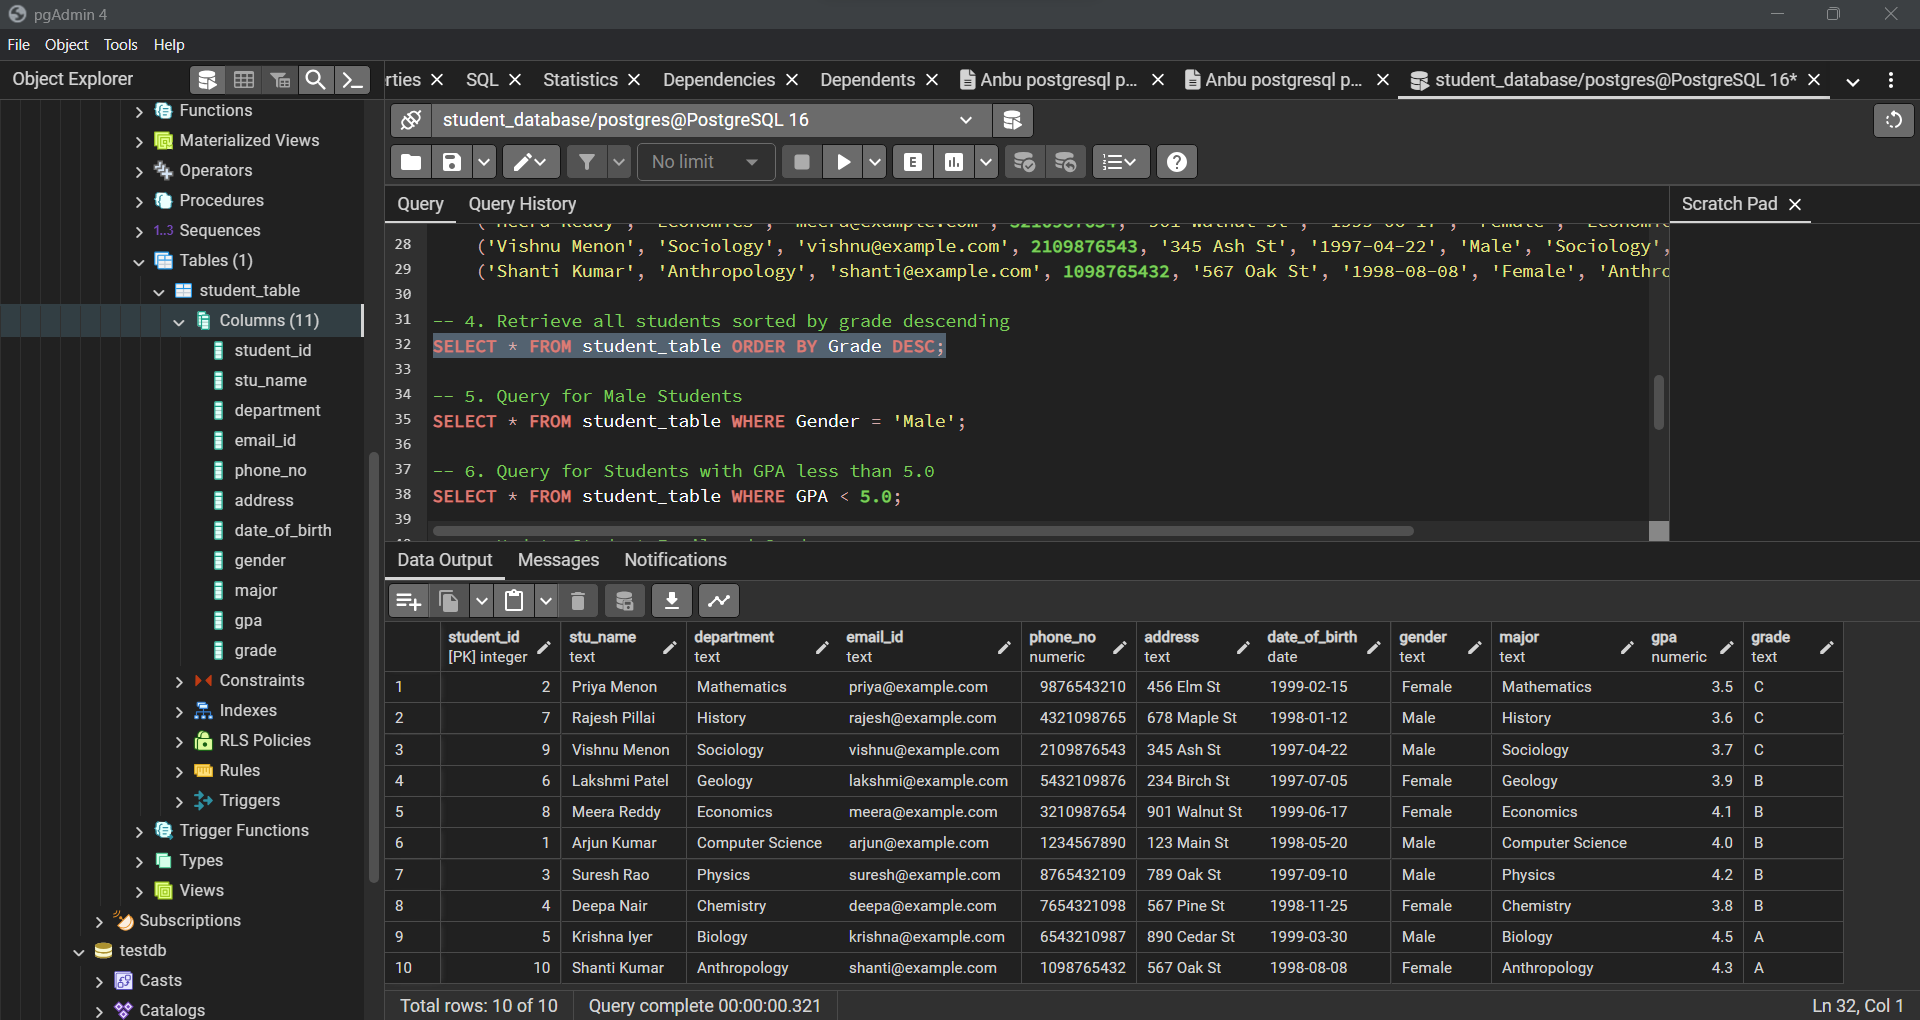 pgAdmin 4
File Object Tools Help
Object Explorer
rties SQL Statistics Dependencies Dependents Anbu postgresql p... Anbu postgresql p... student_database/postgres@PostgreSQL 16*
student_database/postgres@PostgreSQL 16
No limit
Query Query History
Scratch Pad
Functions
Materialized Views
Operators
Procedures
1..3 Sequences
Tables (1)
student_table
Columns (11)
student_id
stu_name
department
email_id
phone_no
address
date_of_birth
gender
major
gpa
grade
Constraints
Indexes
RLS Policies
Rules
Triggers
Trigger Functions
Types
Views
Subscriptions
testdb
Casts
Catalogs
28 ('Vishnu Menon', 'Sociology', 'vishnu@example.com', 2109876543, '345 Ash St', '1997-04-22', 'Male', 'Sociology',
29 ('Shanti Kumar', 'Anthropology', 'shanti@example.com', 1098765432, '567 Oak St', '1998-08-08', 'Female', 'Anthro
30
31 -- 4. Retrieve all students sorted by grade descending
32 SELECT * FROM student_table ORDER BY Grade DESC;
33
34 -- 5. Query for Male Students
35 SELECT * FROM student_table WHERE Gender = 'Male';
36
37 -- 6. Query for Students with GPA less than 5.0
38 SELECT * FROM student_table WHERE GPA < 5.0;
39
Data Output Messages Notifications
student_id stu_name department email_id phone_no address date_of_birth gender major gpa grade
[PK] integer text text text numeric text date text text numeric text
1 2 Priya Menon Mathematics priya@example.com 9876543210 456 Elm St 1999-02-15 Female Mathematics 3.5 C
2 7 Rajesh Pillai History rajesh@example.com 4321098765 678 Maple St 1998-01-12 Male History 3.6 C
3 9 Vishnu Menon Sociology vishnu@example.com 2109876543 345 Ash St 1997-04-22 Male Sociology 3.7 C
4 6 Lakshmi Patel Geology lakshmi@example.com 5432109876 234 Birch St 1997-07-05 Female Geology 3.9 B
5 8 Meera Reddy Economics meera@example.com 3210987654 901 Walnut St 1999-06-17 Female Economics 4.1 B
6 1 Arjun Kumar Computer Science arjun@example.com 1234567890 123 Main St 1998-05-20 Male Computer Science 4.0 B
7 3 Suresh Rao Physics suresh@example.com 8765432109 789 Oak St 1997-09-10 Male Physics 4.2 B
8 4 Deepa Nair Chemistry deepa@example.com 7654321098 567 Pine St 1998-11-25 Female Chemistry 3.8 B
9 5 Krishna Iyer Biology krishna@example.com 6543210987 890 Cedar St 1999-03-30 Male Biology 4.5 A
10 10 Shanti Kumar Anthropology shanti@example.com 1098765432 567 Oak St 1998-08-08 Female Anthropology 4.3 A
Total rows: 10 of 10 Query complete 00:00:00.321 Ln 32, Col 1